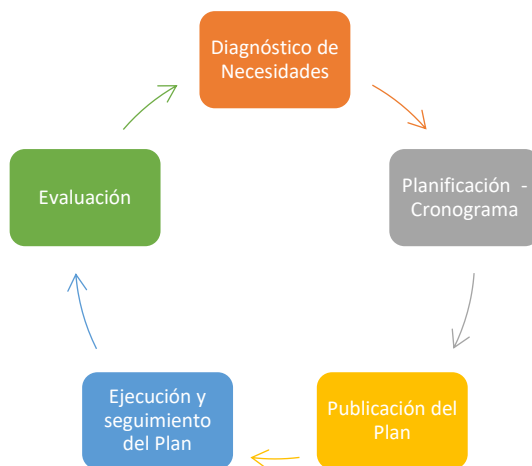 Diagnóstico de
Necesidades
Planificación -
Cronograma
Publicación del
Plan
Ejecución y
seguimiento
del Plan
Evaluación